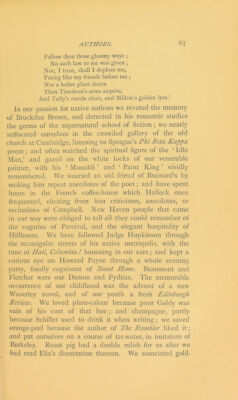 AUTHORS. 67
Follow thou those gloomy ways ;
No such law to me was given ;
Nor, I trust, shall I deplore me,
Faring like my friends before me ;
Nor a holier place desire
Than Timoleon's arms acquire,
And Tully's curule chair, and Milton's golden lyre.'
In our passion for native authors we revered the memory
of Brockden Brown, and detected in his romantic studies
the germs of the supernatural school of fiction ; we nearly
suffocated ourselves in the crowded gallery of the old
church at Cambridge, listening to Sprague's Phi Beta Kappa
poem ; and often watched the spiritual figure of the ' Idle
Man,' and gazed on the white locks of our venerable
painter, with his ' Monaldi ' and ' Paint King ' vividly
remembered. We wearied an old friend of Brainard's by
making him repeat anecdotes of the poet ; and have spent
hours in the French coffee-house which Halleck once
frequented, eliciting from him criticisms, anecdotes, or
recitations of Campbell. New Haven people that came
in our way were obliged to tell all they could remember of
the vagaries of Percival, and the elegant hospitality of
Hillhouse. We have followed Judge Hopkinson through
the rectangular streets of his native metropolis, with the
tune of Hail, Columbia ! humming in our ears ; and kept a
curious eye on Howard Payne through a whole evening
party, fondly cognizant of Sweet Home. Beaumont and
Fletcher were our Damon and Pythias. The memorable
occurrence of our childhood was the advent of a new
Waverley novel, and of our youth a fresh Edinburgh
Review. We loved plum-colour because poor Goldy was
vain of his coat of that hue ; and champagne, partly
because Schiller used to drink it when writing ; we saved
orange-peel because the author of The Rambler liked it ;
and put ourselves on a course of tar-water, in imitation of
Berkeley. Roast pig had a double relish for us after we
had read Elia's dissertation thereon. We associated gold-